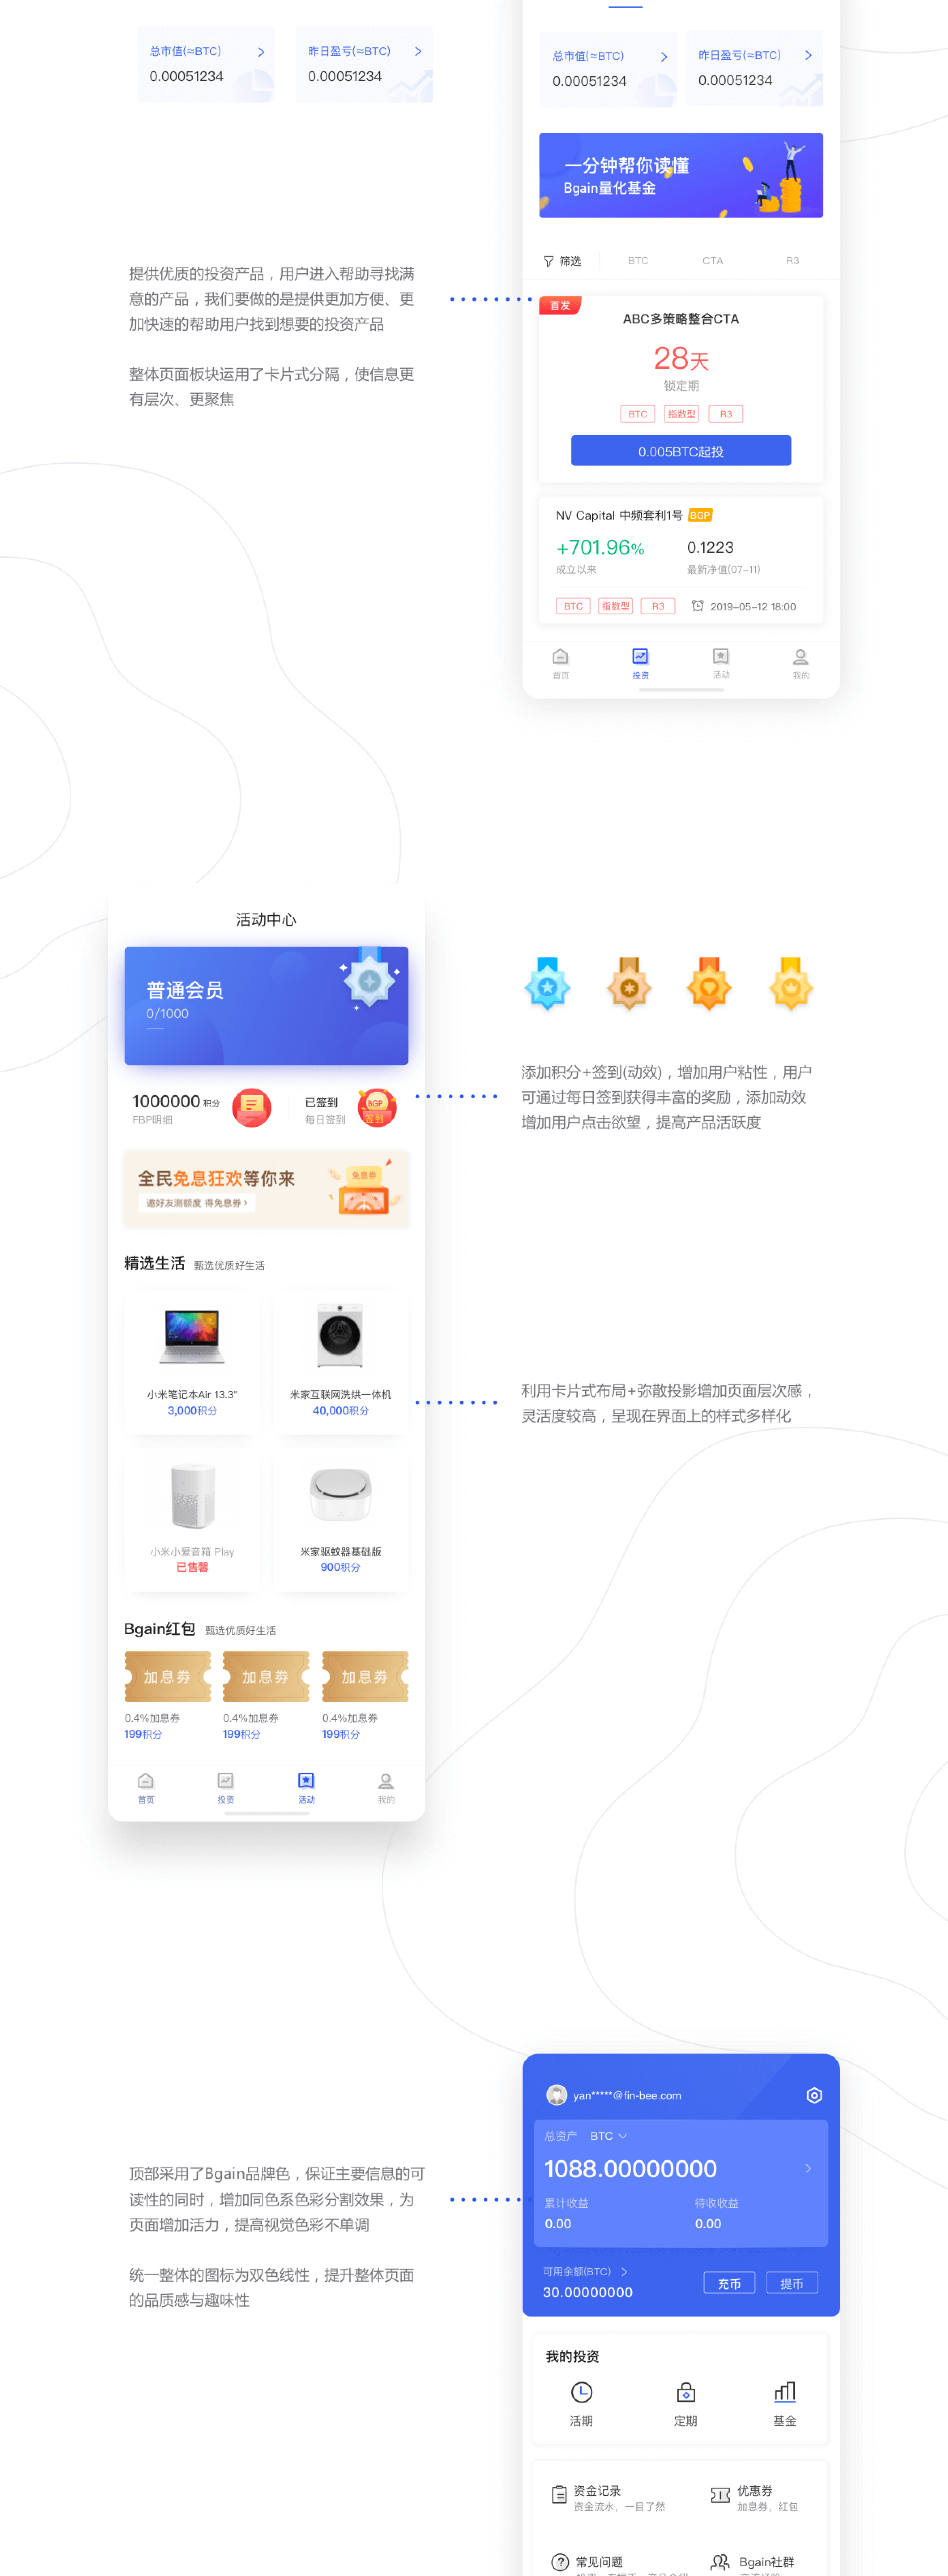 总市值(≈BTC)
0.00051234
昨日盈亏(≈BTC)
0.00051234
总市值(≈BTC)
0.00051234
昨日盈亏(≈BTC)
0.00051234
一分钟帮你读懂
Bgain量化基金
筛选
BTC
CTA
R3
提供优质的投资产品，用户进入帮助寻找满
意的产品，我们要做的是提供更加方便、更
加快速的帮助用户找到想要的投资产品
整体页面板块运用了卡片式分隔，使信息更
有层次、更聚焦
首发
ABC多策略整合CTA
28天
锁定期
BTC
指数型
R3
0.005BTC起投
NV Capital 中频套利1号 BGP
+701.96%
成立以来
0.1223
最新净值(07-11)
BTC
指数型
R3
2019-05-12 18:00
首页
投资
活动
我的
活动中心
普通会员
0/1000
1000000 积分
FBP明细
已签到
每日签到
BGP
签到
添加积分+签到(动效)，增加用户粘性，用户
可通过每日签到获得丰富的奖励，添加动效
增加用户点击欲望，提高产品活跃度
全民免息狂欢等你来
邀好友测额度 得免息券
免息券
精选生活 甄选优质好生活
小米笔记本Air 13.3"
3,000积分
米家互联网洗烘一体机
40,000积分
利用卡片式布局+弥散投影增加页面层次感，
灵活度较高，呈现在界面上的样式多样化
小米小爱音箱 Play
已售罄
米家驱蚊器基础版
900积分
Bgain红包 甄选优质好生活
加息劵
加息劵
加息劵
0.4%加息券
199积分
0.4%加息券
199积分
0.4%加息券
199积分
首页
投资
活动
我的
yan*****@fin-bee.com
总资产 BTC
1088.00000000
累计收益
0.00
待收收益
0.00
可用余额(BTC)
30.00000000
充币
提币
顶部采用了Bgain品牌色，保证主要信息的可
读性的同时，增加同色系色彩分割效果，为
页面增加活力，提高视觉色彩不单调
统一整体的图标为双色线性，提升整体页面
的品质感与趣味性
我的投资
活期
定期
基金
资金记录
资金流水，一目了然
优惠券
加息券，红包
常见问题
Bgain社群